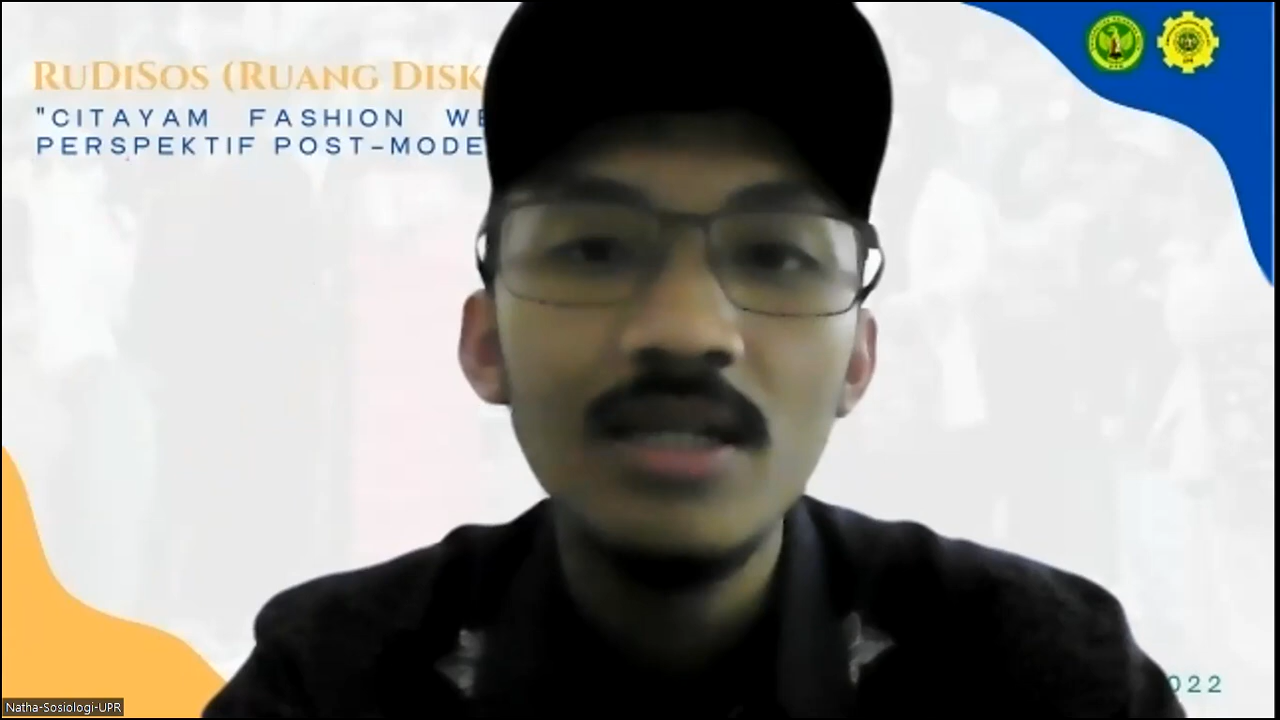 RUDISOS (RUANG DISK
"CITAYAM FASHION WE
PERSPEKTIF POST-MODE
022
Natha-Sosiologi-UPR